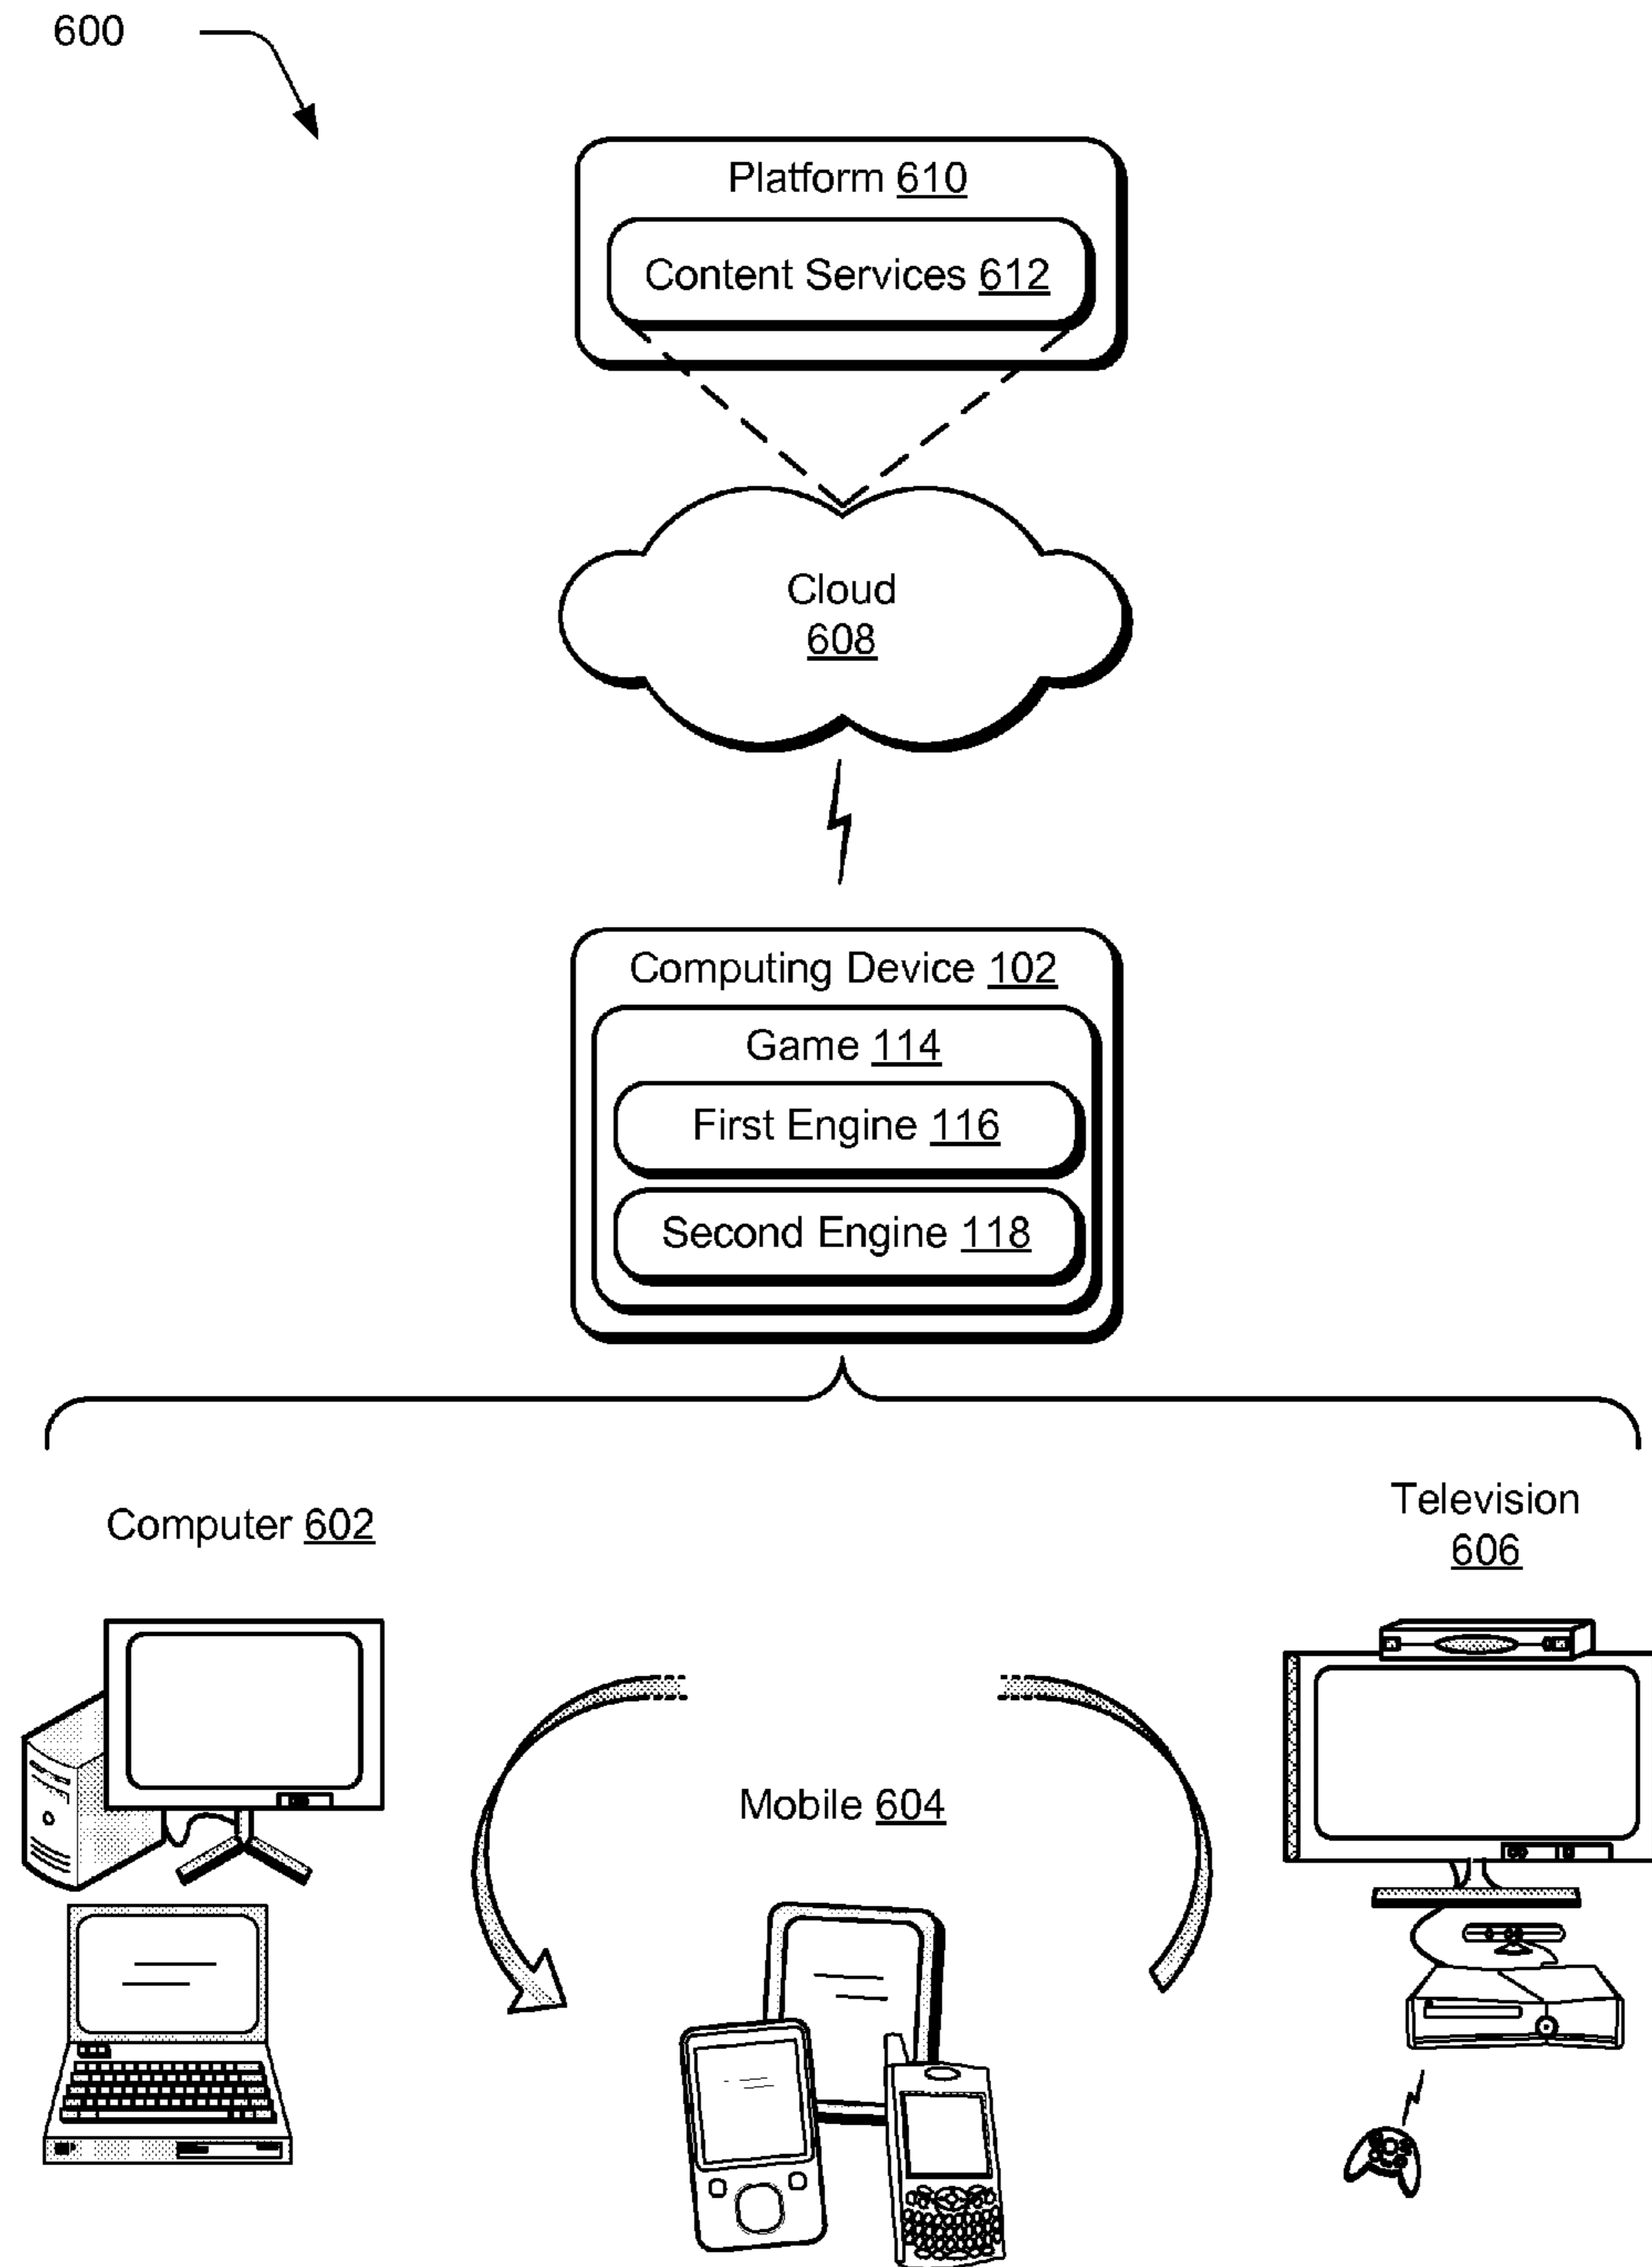 600
Platform 610
Content Services 612
Cloud
608
Computing Device 102
Game 114
First Engine 116
Second Engine 118
Computer 602
Television
606
Mobile 604